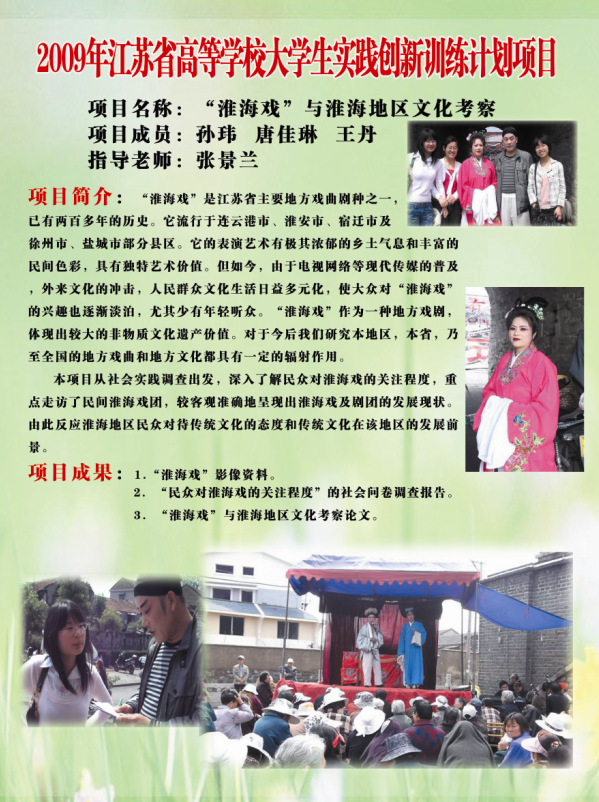 2009年江苏省高等学校大学生实践创新训练计划项目
项目名称：“淮海戏”与淮海地区文化考察
项目成员：孙玮 唐佳琳 王丹
指导老师：张景兰
项目简介：“淮海戏”是江苏省主要地方戏曲剧种之一，
已有两百多年的历史。它流行于连云港市、淮安市、宿迁市及
徐州市、盐城市部分县区。它的表演艺术有极其浓郁的乡土气息和丰富的
民间色彩，具有独特艺术价值。但如今，由于电视网络等现代传媒的普及
，外来文化的冲击，人民群众文化生活日益多元化，使大众对“淮海戏”
的兴趣也逐渐淡泊，尤其少有年轻听众。“淮海戏”作为一种地方戏剧，
体现出较大的非物质文化遗产价值。对于今后我们研究本地区，本省，乃
至全国的地方戏曲和地方文化都具有一定的辐射作用。
本项目从社会实践调查出发，深入了解民众对淮海戏的关注程度，重
点走访了民间淮海戏团，较客观准确地呈现出淮海戏及剧团的发展现状。
由此反应淮海地区民众对待传统文化的态度和传统文化在该地区的发展前
景。
项目成果：1.“淮海戏”影像资料。
2. “民众对淮海戏的关注程度”的社会问卷调查报告。
3. “淮海戏”与淮海地区文化考察论文。